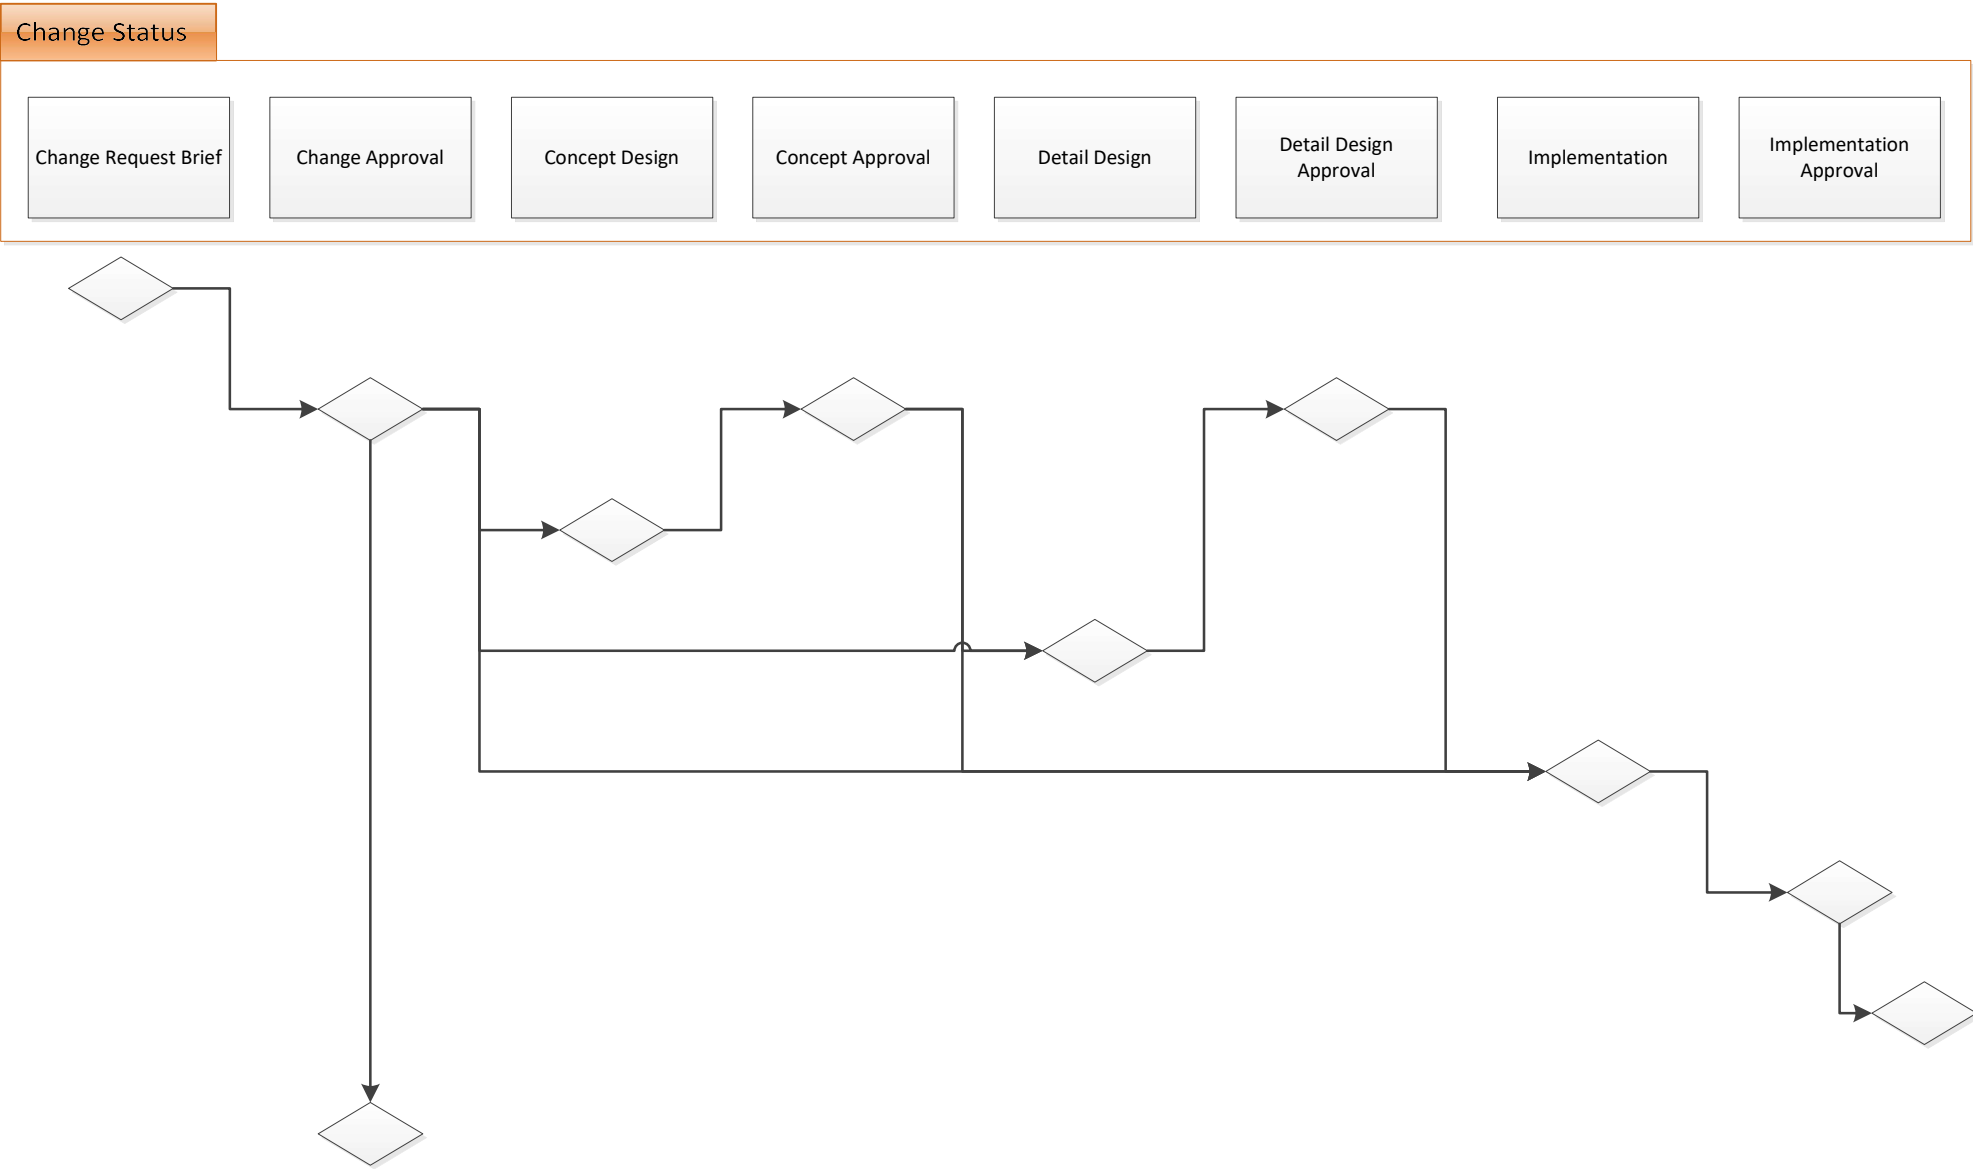 Change Status
Change Request Brief
Change Approval
Concept Design
Concept Approval
Detail Design
Detail Design
Approval
Implementation
Implementation
Approval